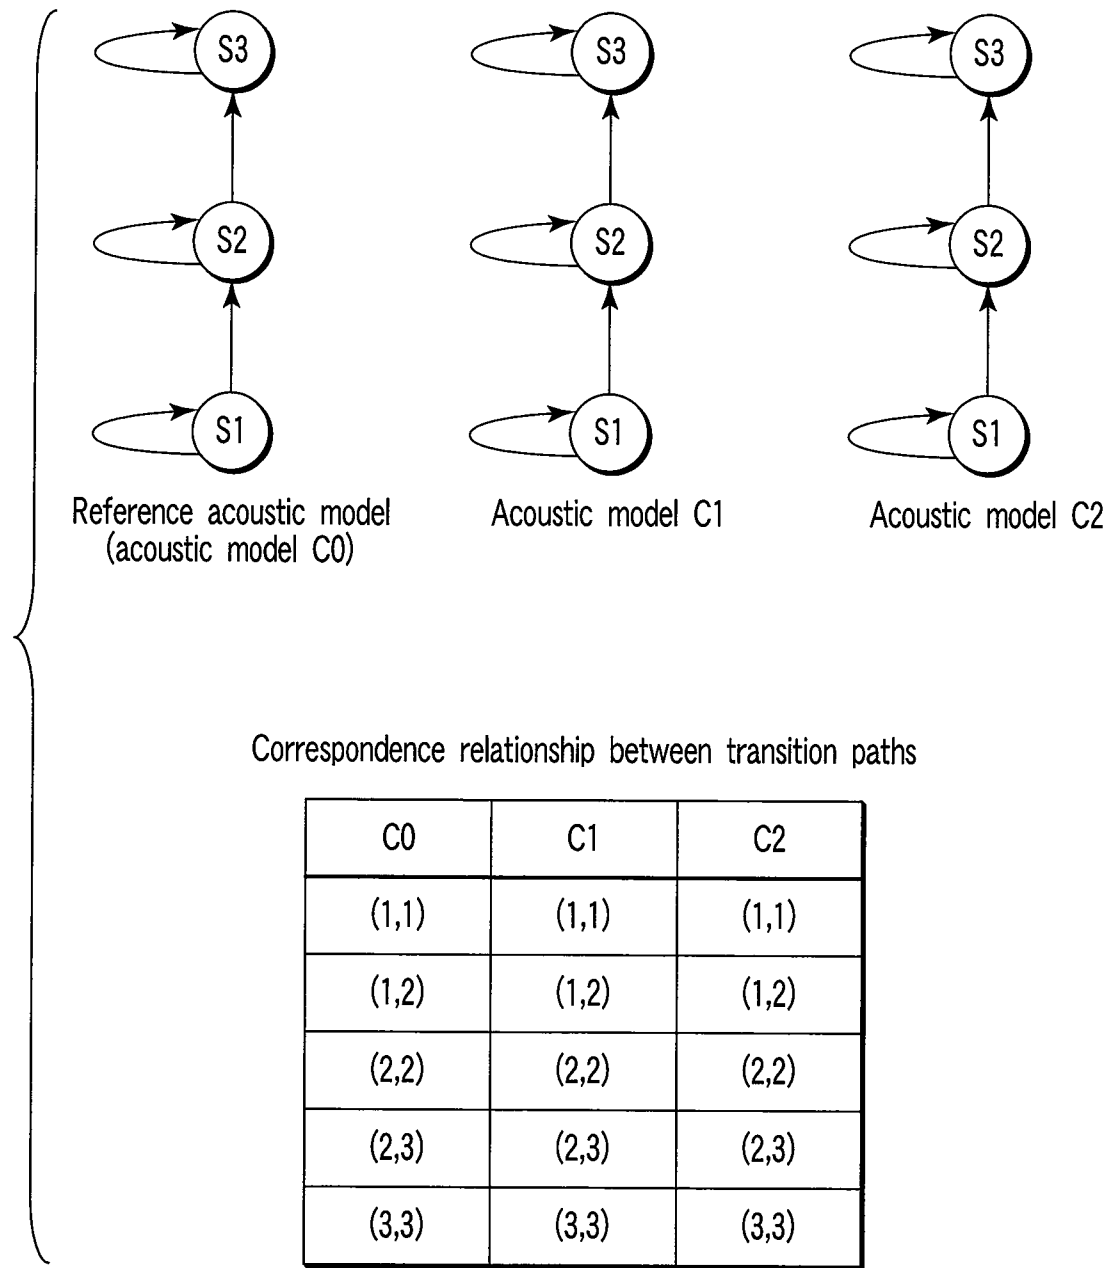 S3 S3 S3
S2 S2 S2
S1 S1 S1
Reference acoustic model
(acoustic model C0)
Acoustic model C1
Acoustic model C2
Correspondence relationship between transition paths
C0 C1 C2
(1,1) (1,1) (1,1)
(1,2) (1,2) (1,2)
(2,2) (2,2) (2,2)
(2,3) (2,3) (2,3)
(3,3) (3,3) (3,3)